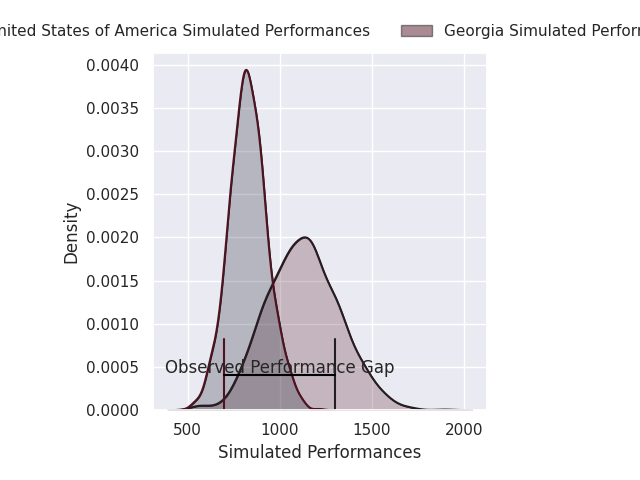 nited States of America Simulated Performances
Georgia Simulated Perfor
0.0040
0.0035
0.0030
0.0025
0.0020
0.0015
0.0010
0.0005
0.0000
Density
Observed Performance Gap
500 1000 1500 2000
Simulated Performances